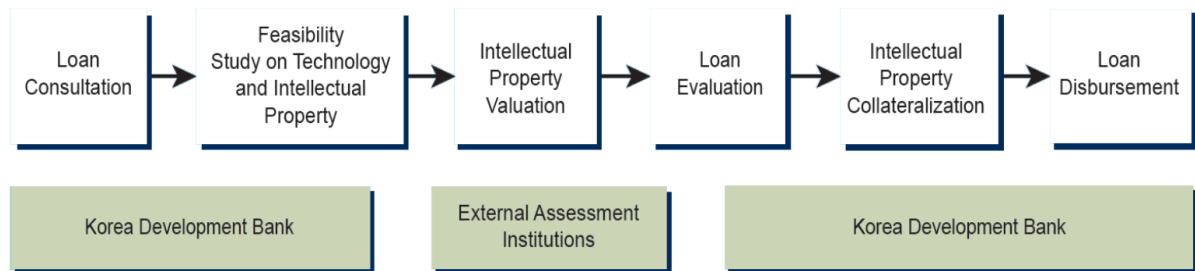 Loan
Consultation
Feasibility
Study on Technology
and Intellectual
Property
Intellectual
Property
Valuation
Loan
Evaluation
Intellectual
Property
Collateralization
Loan
Disbursement
Korea Development Bank
External Assessment
Institutions
Korea Development Bank